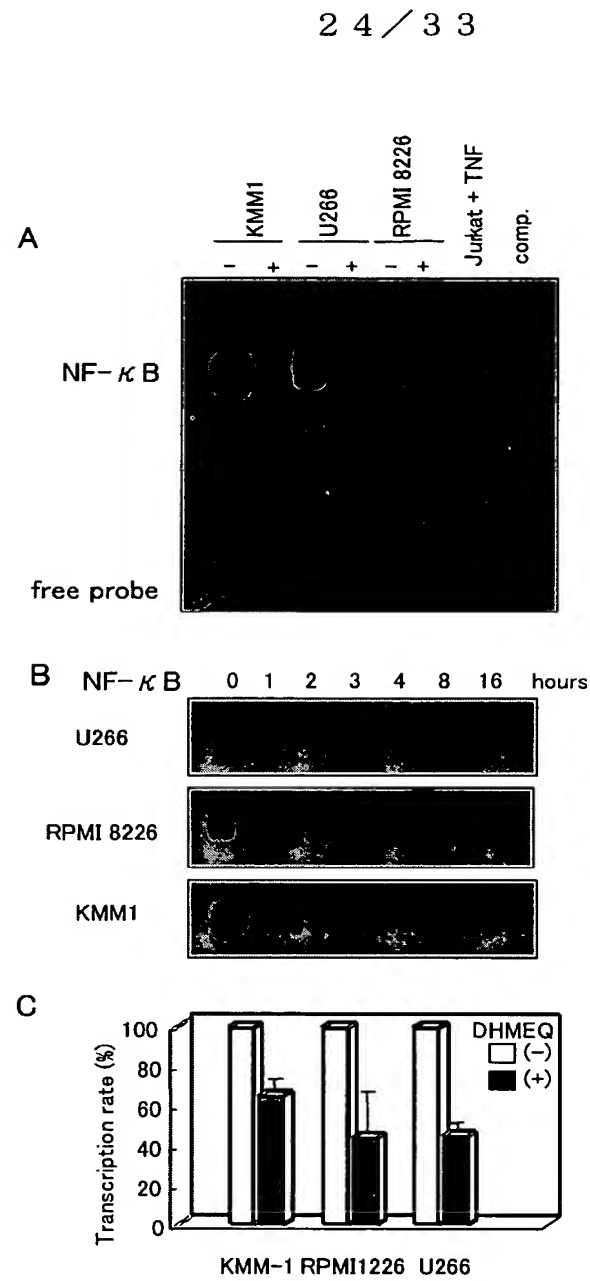 24/33
KMM1
U266
RPMI 8226
Jurkat + TNF
comp.
A
- + - + - +
NF-κB
free probe
B NF-κB 0 1 2 3 4 8 16 hours
U266
RPMI 8226
KMM1
C
Transcription rate (%)
100
80
60
40
20
0
DHMEQ
(-)
(+)
KMM-1 RPMI1226 U266